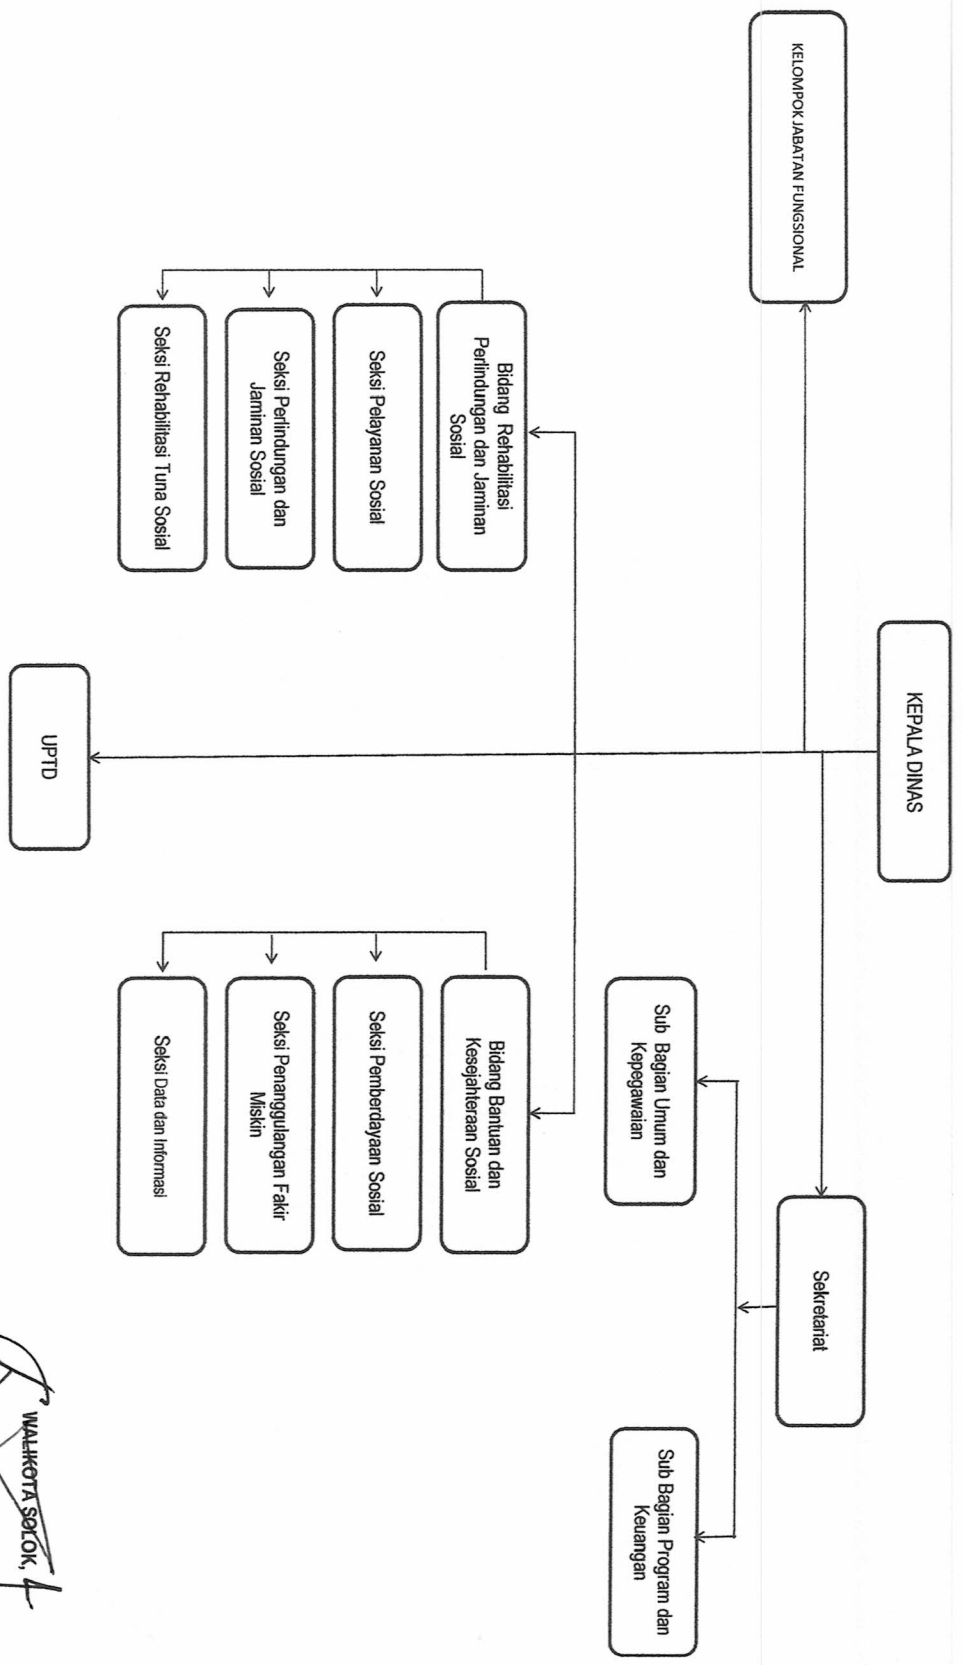 KEPALA DINAS
KELOMPOK JABATAN FUNGSIONAL
Sekretariat
Sub Bagian Umum dan
Kepegawaian
Sub Bagian Program dan
Keuangan
Bidang Rehabilitasi
Perlindungan dan Jaminan
Sosial
Seksi Pelayanan Sosial
Seksi Perlindungan dan
Jaminan Sosial
Seksi Rehabilitasi Tuna Sosial
Bidang Bantuan dan
Kesejahteraan Sosial
Seksi Pemberdayaan Sosial
Seksi Penanggulangan Fakir
Miskin
Seksi Data dan Informasi
UPTD
WALIKOTA SOLOK,